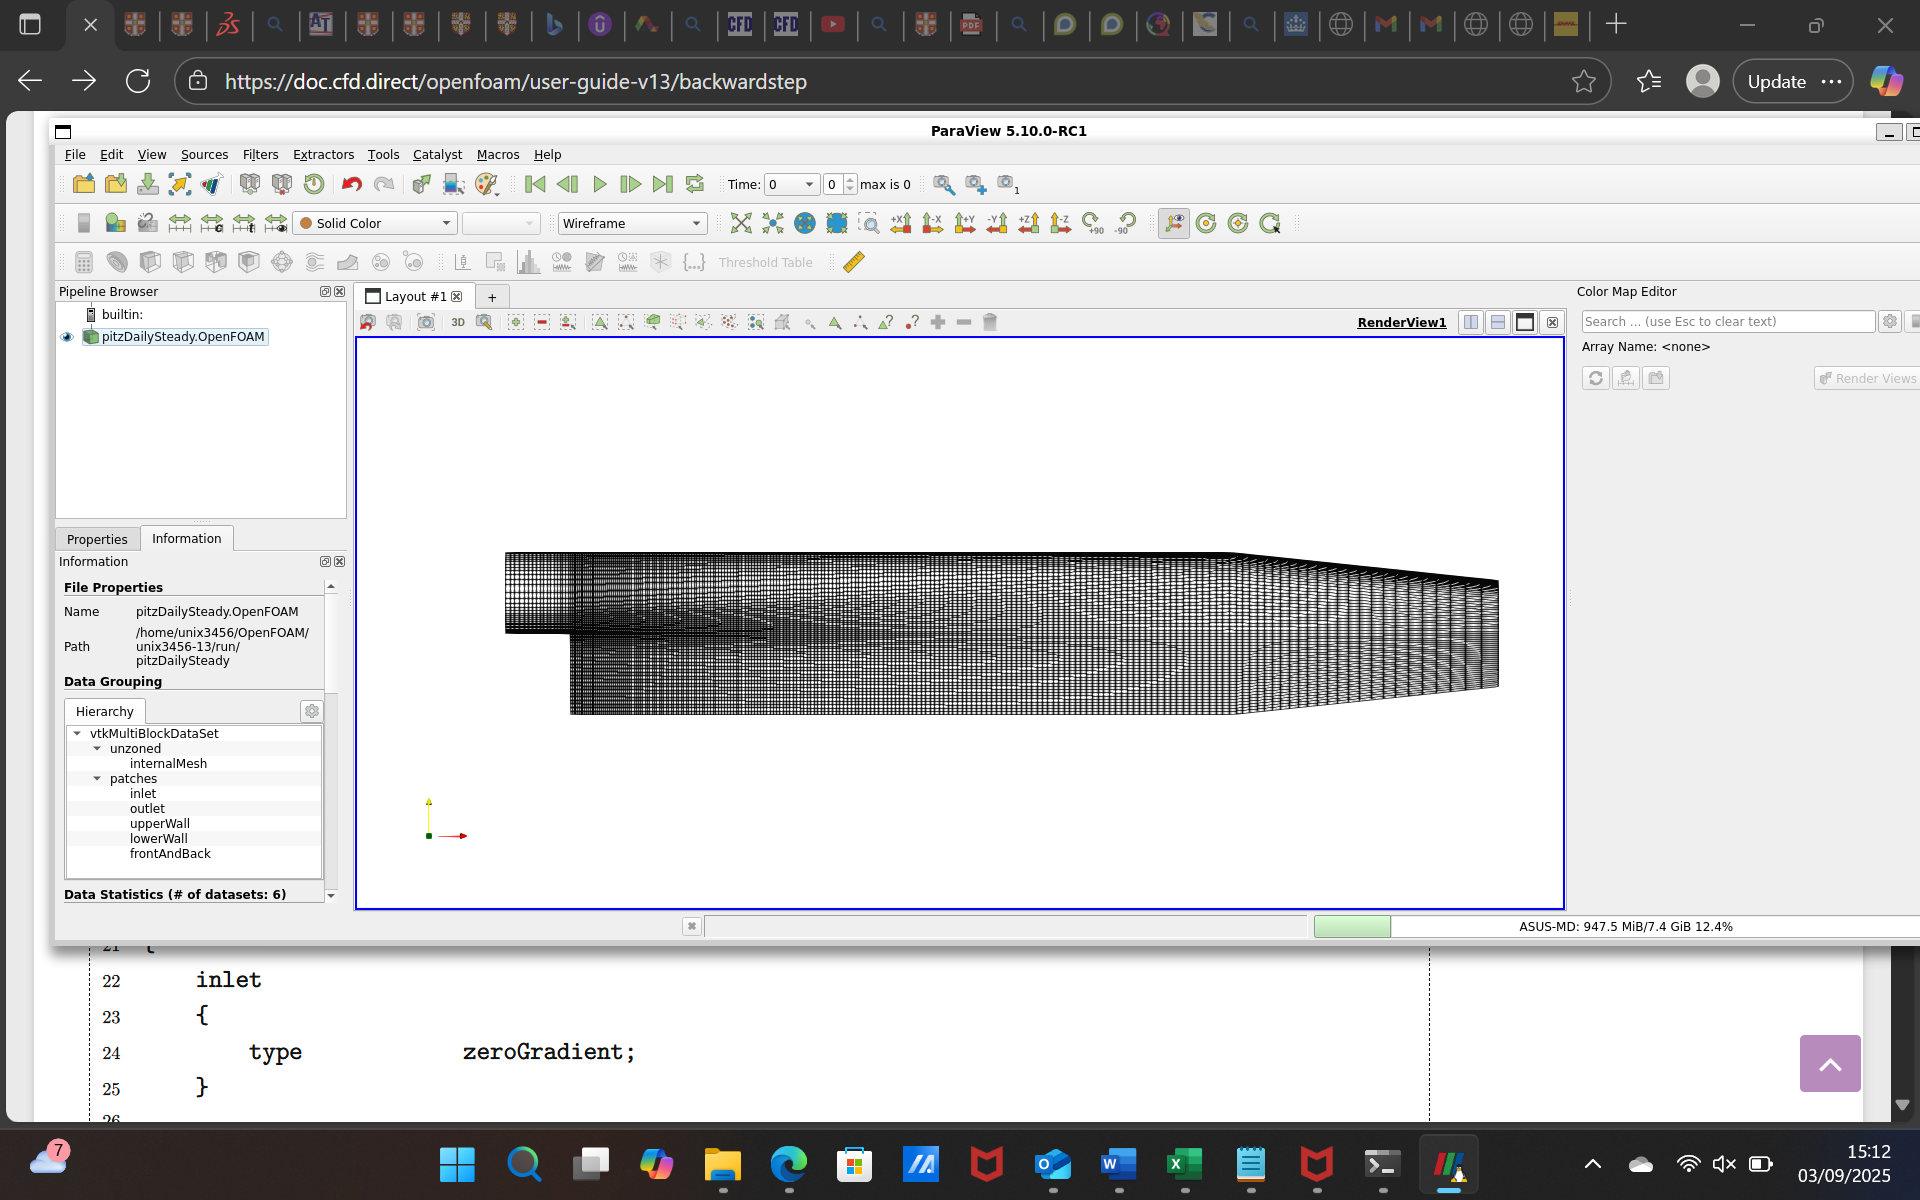 https://doc.cfd.direct/openfoam/user-guide-v13/backwardstep
Update
ParaView 5.10.0-RC1
File Edit View Sources Filters Extractors Tools Catalyst Macros Help
Time: 0 0 max is 0
Solid Color Wireframe
Threshold Table
Pipeline Browser
builtin:
pitzDailySteady.OpenFOAM
Layout #1
3D
RenderView1
Color Map Editor
Search ... (use Esc to clear text)
Array Name: <none>
Render Views
Properties Information
Information
File Properties
Name pitzDailySteady.OpenFOAM
Path /home/unix3456/OpenFOAM/
unix3456-13/run/
pitzDailySteady
Data Grouping
Hierarchy
vtkMultiBlockDataSet
unzoned
internalMesh
patches
inlet
outlet
upperWall
lowerWall
frontAndBack
Data Statistics (# of datasets: 6)
ASUS-MD: 947.5 MiB/7.4 GiB 12.4%
21 {
22 inlet
23 {
24 type zeroGradient;
25 }
26
7
15:12
03/09/2025